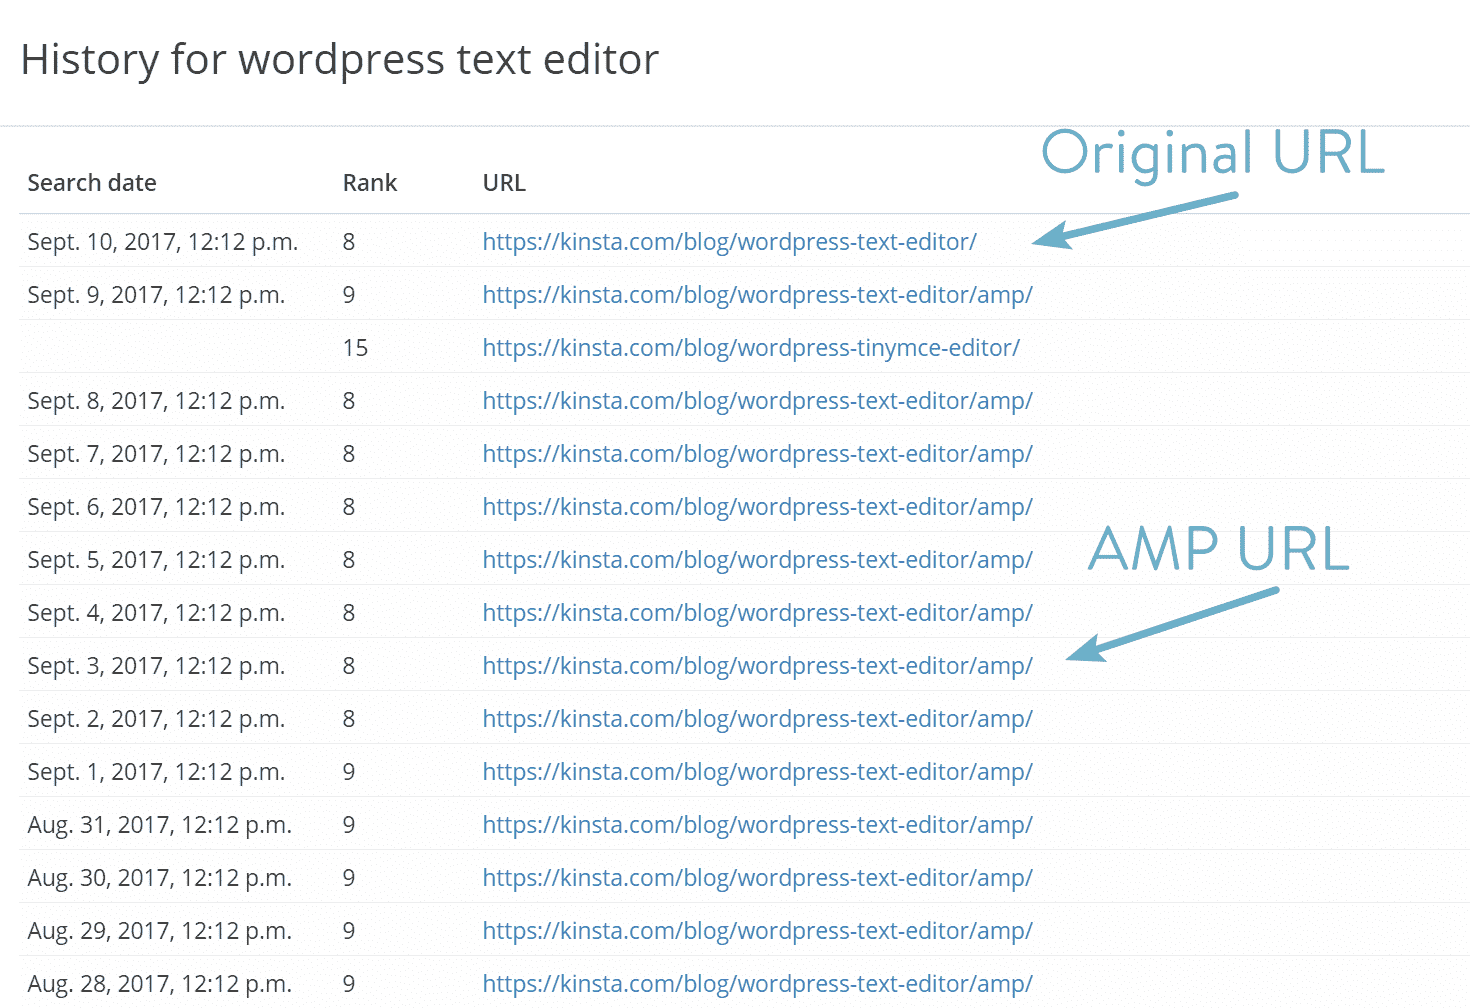 History for wordpress text editor
Original URL
Search date Rank URL
Sept. 10, 2017, 12:12 p.m. 8 https://kinsta.com/blog/wordpress-text-editor/
Sept. 9, 2017, 12:12 p.m. 9 https://kinsta.com/blog/wordpress-text-editor/amp/
15 https://kinsta.com/blog/wordpress-tinymce-editor/
Sept. 8, 2017, 12:12 p.m. 8 https://kinsta.com/blog/wordpress-text-editor/amp/
Sept. 7, 2017, 12:12 p.m. 8 https://kinsta.com/blog/wordpress-text-editor/amp/
Sept. 6, 2017, 12:12 p.m. 8 https://kinsta.com/blog/wordpress-text-editor/amp/
Sept. 5, 2017, 12:12 p.m. 8 https://kinsta.com/blog/wordpress-text-editor/amp/
AMP URL
Sept. 4, 2017, 12:12 p.m. 8 https://kinsta.com/blog/wordpress-text-editor/amp/
Sept. 3, 2017, 12:12 p.m. 8 https://kinsta.com/blog/wordpress-text-editor/amp/
Sept. 2, 2017, 12:12 p.m. 8 https://kinsta.com/blog/wordpress-text-editor/amp/
Sept. 1, 2017, 12:12 p.m. 9 https://kinsta.com/blog/wordpress-text-editor/amp/
Aug. 31, 2017, 12:12 p.m. 9 https://kinsta.com/blog/wordpress-text-editor/amp/
Aug. 30, 2017, 12:12 p.m. 9 https://kinsta.com/blog/wordpress-text-editor/amp/
Aug. 29, 2017, 12:12 p.m. 9 https://kinsta.com/blog/wordpress-text-editor/amp/
Aug. 28, 2017, 12:12 p.m. 9 https://kinsta.com/blog/wordpress-text-editor/amp/